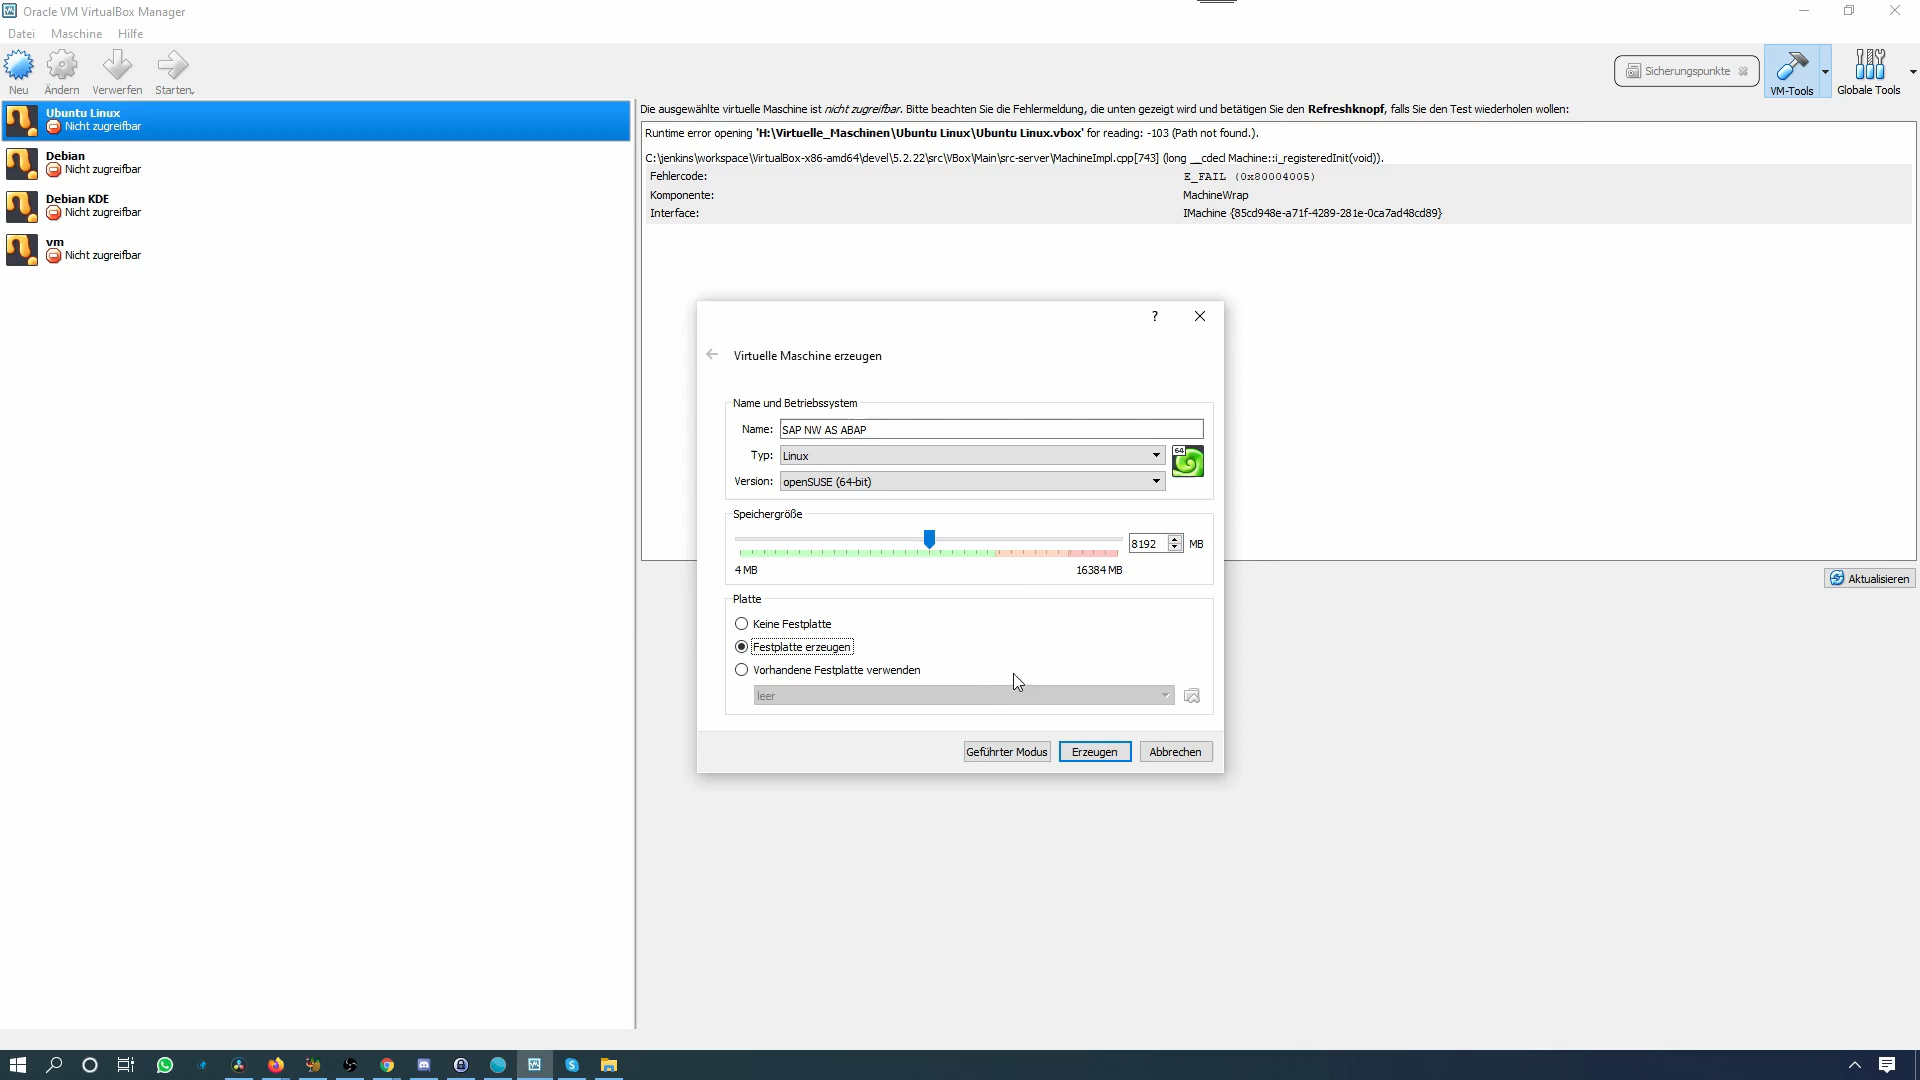 Oracle VM VirtualBox Manager
Datei Maschine Hilfe
Neu Ändern Verwerfen Starten
Sicherungspunkte VM-Tools Globale Tools
Ubuntu Linux
Nicht zugreifbar
Debian
Nicht zugreifbar
Debian KDE
Nicht zugreifbar
vm
Nicht zugreifbar
Die ausgewählte virtuelle Maschine ist nicht zugreifbar. Bitte beachten Sie die Fehlermeldung, die unten gezeigt wird und betätigen Sie den Refreshknopf, falls Sie den Test wiederholen wollen:
Runtime error opening 'H:\Virtuelle_Maschinen\Ubuntu Linux\Ubuntu Linux.vbox' for reading: -103 (Path not found.).
C:\jenkins\workspace\VirtualBox-x86-amd64\devel\5.2.22\src\VBox\Main\src-server\MachineImpl.cpp[743] (long __cdecl Machine::i_registeredInit(void)).
Fehlercode: E_FAIL (0x80004005)
Komponente: MachineWrap
Interface: IMachine {85cd948e-a71f-4289-281e-0ca7ad48cd89}
?
Virtuelle Maschine erzeugen
Name und Betriebssystem
Name: SAP NW AS ABAP
Typ: Linux
64
Version: openSUSE (64-bit)
Speichergröße
8192 MB
4 MB 16384 MB
Platte
Keine Festplatte
Festplatte erzeugen
Vorhandene Festplatte verwenden
leer
Geführter Modus Erzeugen Abbrechen
Aktualisieren